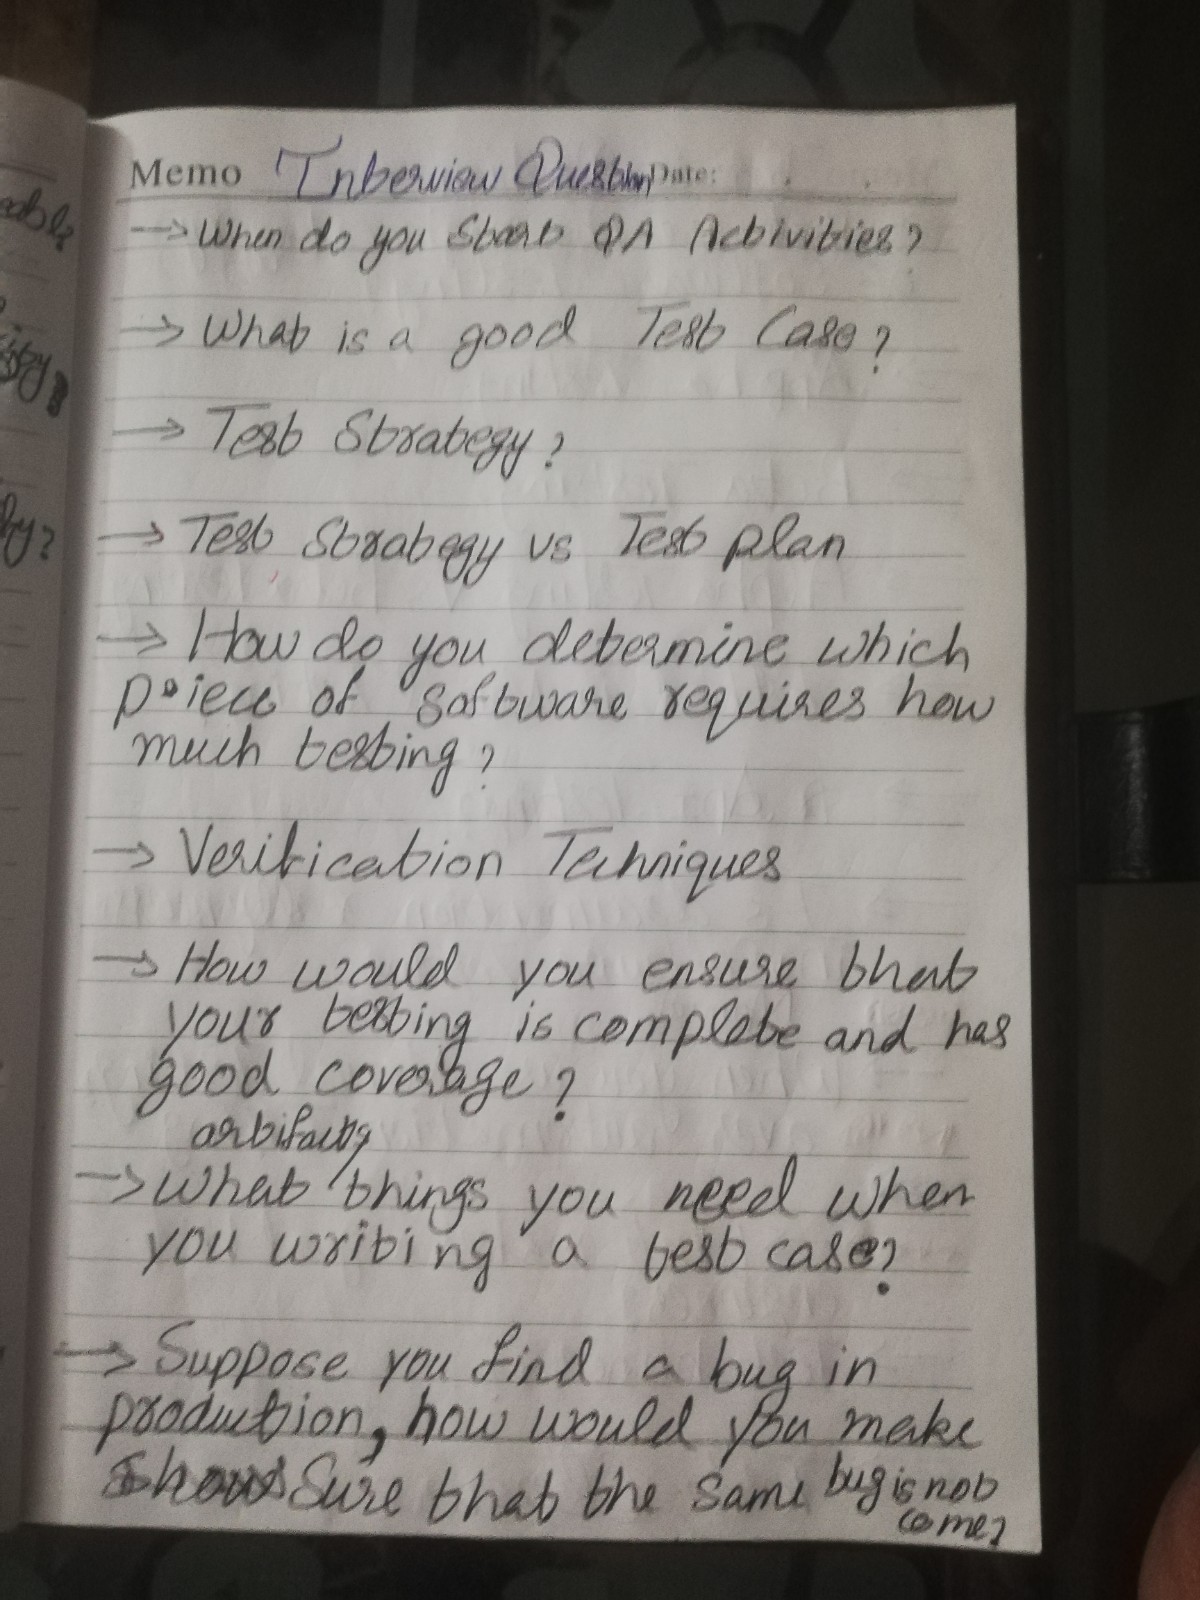 Memo Interview Question Date:
→ When do you Start QA Activities?
→ What is a good Test Case?
→ Test Strategy?
→ Test Strategy vs Test plan
→ How do you determine which
piece of software requires how
much testing?
→ Verification Techniques
→ How would you ensure that
your testing is complete and has
good coverage?
artifacts
→ What things you need when
you writing a test case?
→ Suppose you find a bug in
production, how would you make
Sure that the same bug is not
come?